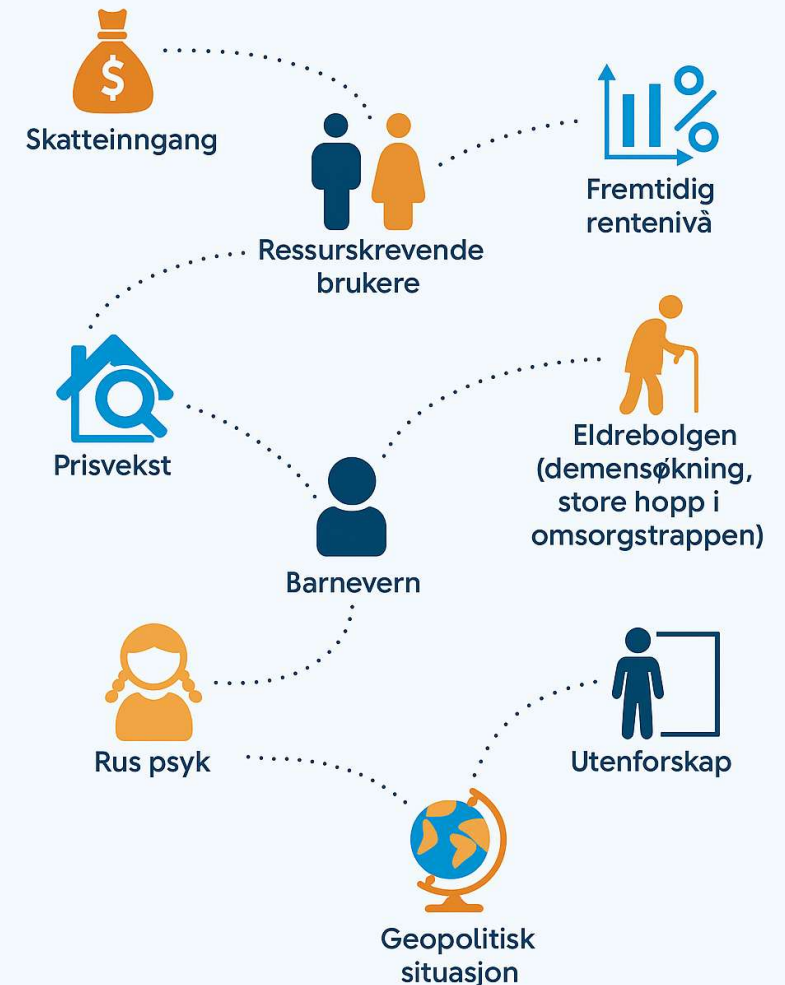 $
Skatteinngang
%
Fremtidig
rentenivå
Ressurskrevende
brukere
Prisvekst
Eldrebolgen
(demensøkning,
store hopp i
omsorgstrappen)
Barnevern
Rus psyk
Utenforskap
Geopolitisk
situasjon